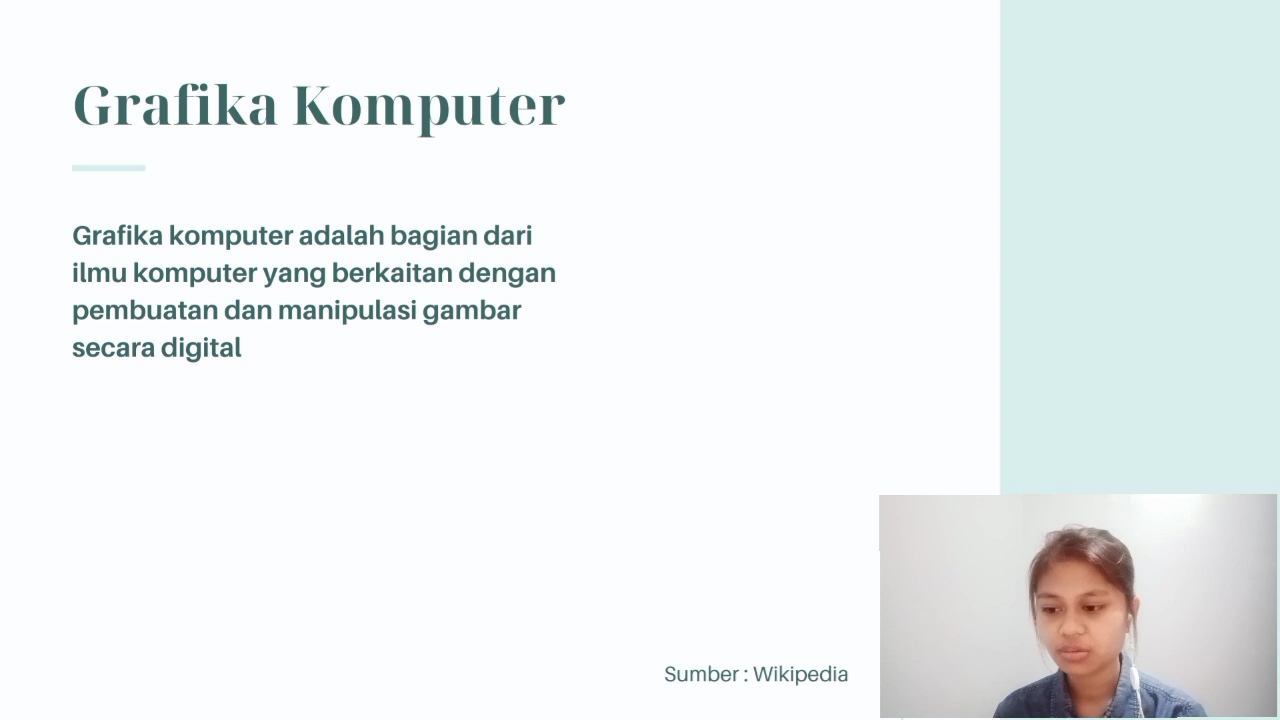 Grafika Komputer
Grafika komputer adalah bagian dari
ilmu komputer yang berkaitan dengan
pembuatan dan manipulasi gambar
secara digital
Sumber : Wikipedia